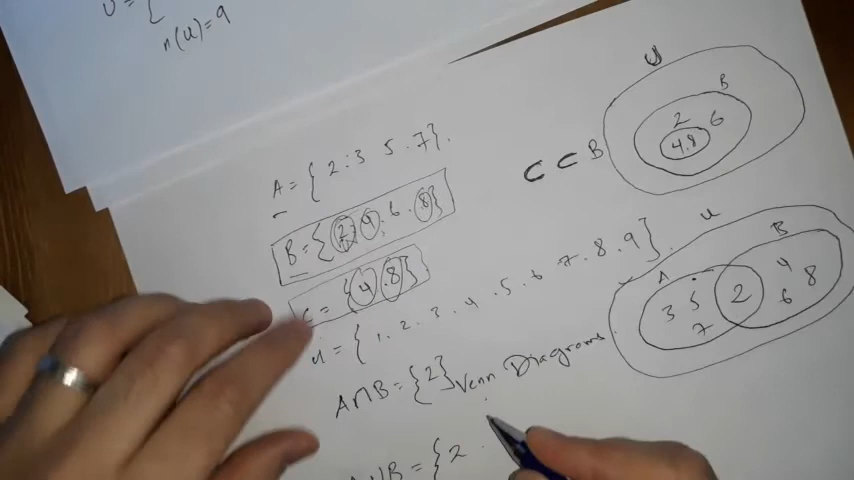 U = {
n(U) = 9
A = { 2 . 3 5 . 7 } .
B = { 2 , 4 , 6 . 8 }
C = { 4 . 8 }
U = { 1 . 2 . 3 . 4 . 5 . 6 . 7 . 8 . 9 } .
A ∩ B = { 2 }
Venn Diagrams
A ∪ B = { 2
C ⊂ B
U
B
2 6
4.8
U
A
B
3 5
7
2
4
6 8